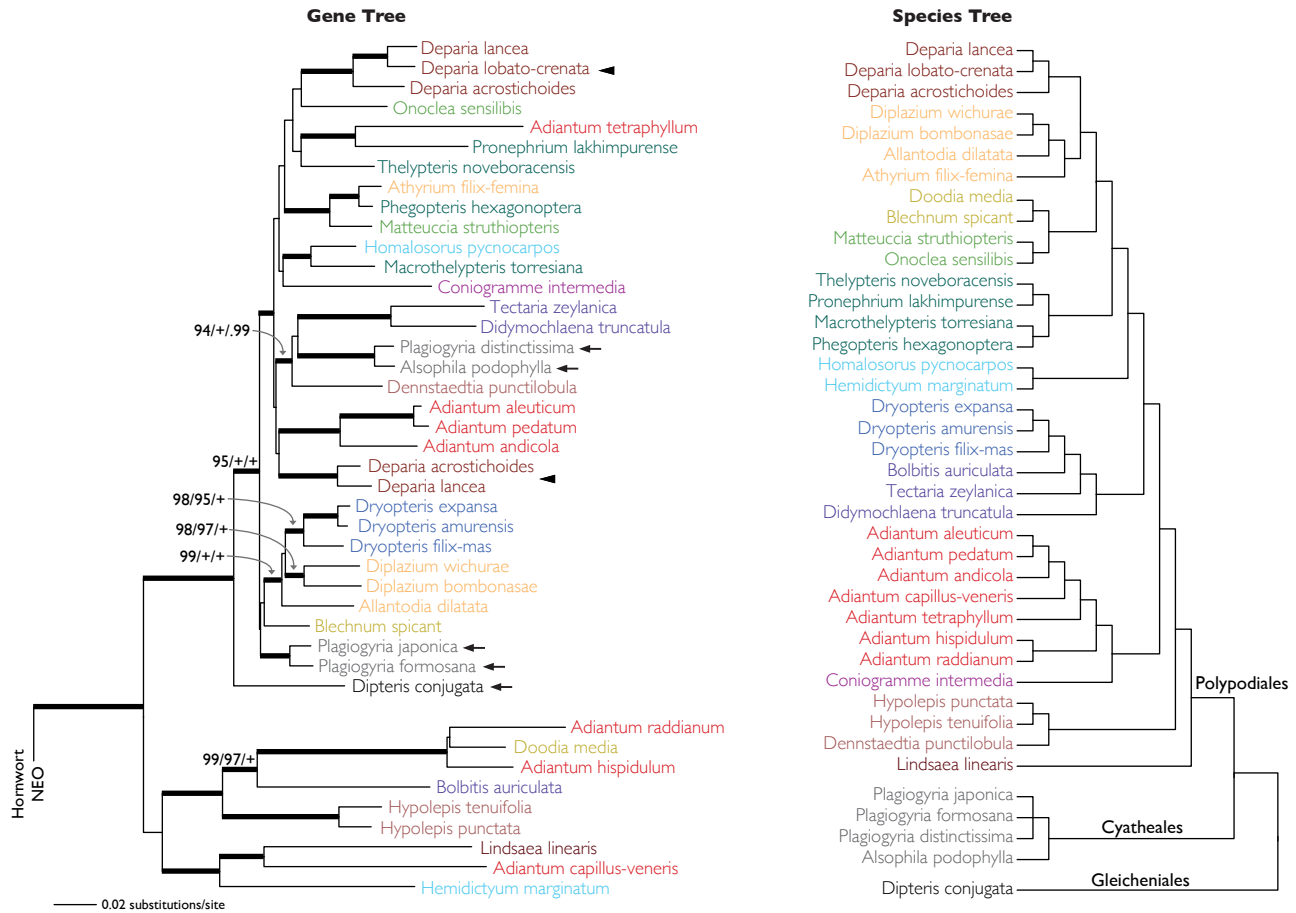 Gene Tree
Deparia lancea
Deparia lobato-crenata
Deparia acrostichoides
Onoclea sensilibis
Adiantum tetraphyllum
Pronephrium lakhimpurense
Thelypteris noveboracensis
Athyrium filix-femina
Phegopteris hexagonoptera
Matteuccia struthiopteris
Homalosorus pycnocarpos
Macrothelypteris torresiana
Coniogramme intermedia
Tectaria zeylanica
94/+/.99
Didymochlaena truncatula
Plagiogyria distinctissima
Alsophila podophylla
Dennstaedtia punctilobula
Adiantum aleuticum
Adiantum pedatum
Adiantum andicola
95/+/+
Deparia acrostichoides
Deparia lancea
98/95/+
Dryopteris expansa
Dryopteris amurensis
98/97/+
Dryopteris filix-mas
99/+/+
Diplazium wichurae
Diplazium bombonasae
Allantodia dilatata
Blechnum spicant
Plagiogyria japonica
Plagiogyria formosana
Dipteris conjugata
Adiantum raddianum
Doodia media
99/97/+
Adiantum hispidulum
Bolbitis auriculata
Hypolepis tenuifolia
Hypolepis punctata
Lindsaea linearis
Adiantum capillus-veneris
Hemidictyum marginatum
Hornwort
NEO
0.02 substitutions/site
Species Tree
Deparia lancea
Deparia lobato-crenata
Deparia acrostichoides
Diplazium wichurae
Diplazium bombonasae
Allantodia dilatata
Athyrium filix-femina
Doodia media
Blechnum spicant
Matteuccia struthiopteris
Onoclea sensilibis
Thelypteris noveboracensis
Pronephrium lakhimpurense
Macrothelypteris torresiana
Phegopteris hexagonoptera
Homalosorus pycnocarpos
Hemidictyum marginatum
Dryopteris expansa
Dryopteris amurensis
Dryopteris filix-mas
Bolbitis auriculata
Tectaria zeylanica
Didymochlaena truncatula
Adiantum aleuticum
Adiantum pedatum
Adiantum andicola
Adiantum capillus-veneris
Adiantum tetraphyllum
Adiantum hispidulum
Adiantum raddianum
Coniogramme intermedia
Polypodiales
Hypolepis punctata
Hypolepis tenuifolia
Dennstaedtia punctilobula
Lindsaea linearis
Plagiogyria japonica
Plagiogyria formosana
Plagiogyria distinctissima
Cyatheales
Alsophila podophylla
Gleicheniales
Dipteris conjugata